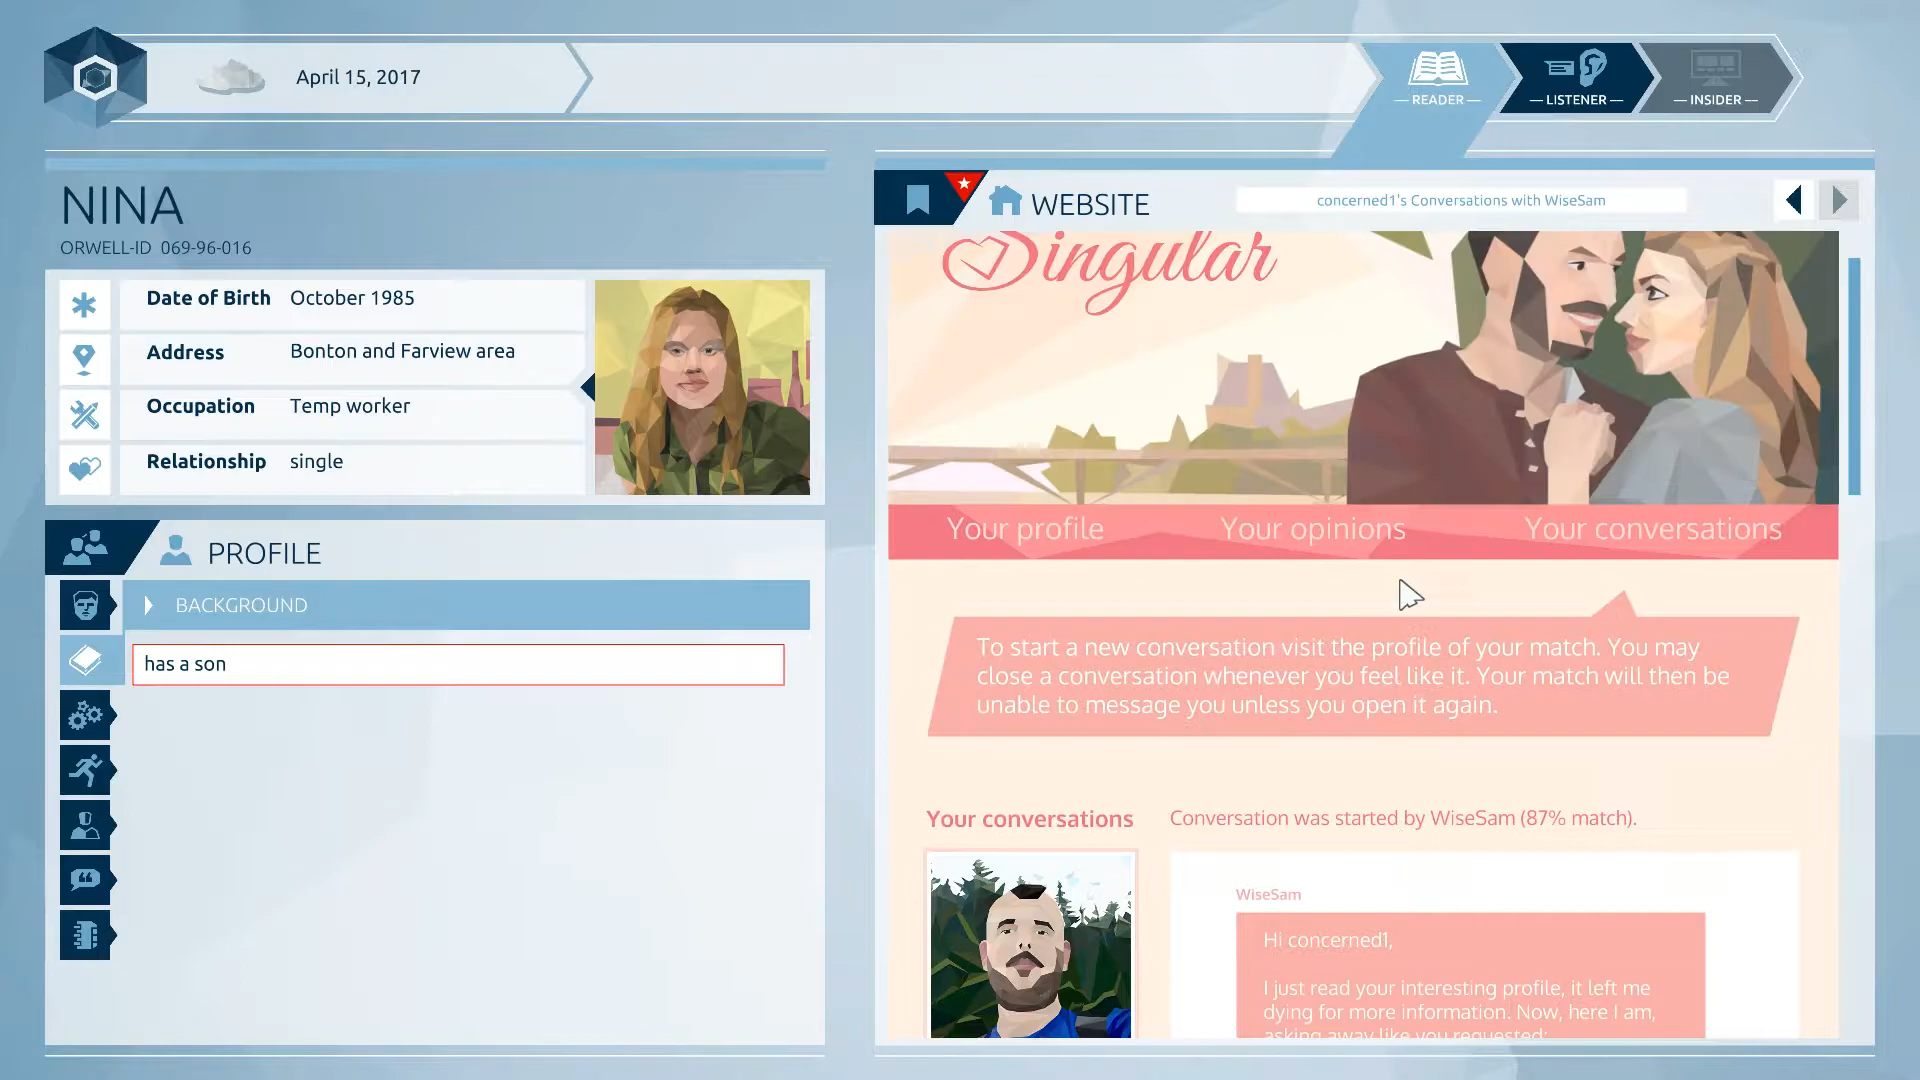 April 15, 2017
READER
LISTENER
INSIDER
NINA
ORWELL-ID 069-96-016
Date of Birth October 1985
Address Bonton and Farview area
Occupation Temp worker
Relationship single
PROFILE
BACKGROUND
has a son
WEBSITE
concerned1's Conversations with WiseSam
Singular
Your profile Your opinions Your conversations
To start a new conversation visit the profile of your match. You may
close a conversation whenever you feel like it. Your match will then be
unable to message you unless you open it again.
Your conversations
Conversation was started by WiseSam (87% match).
WiseSam
Hi concerned1,
I just read your interesting profile, it left me
dying for more information. Now, here I am,
asking away like you requested: